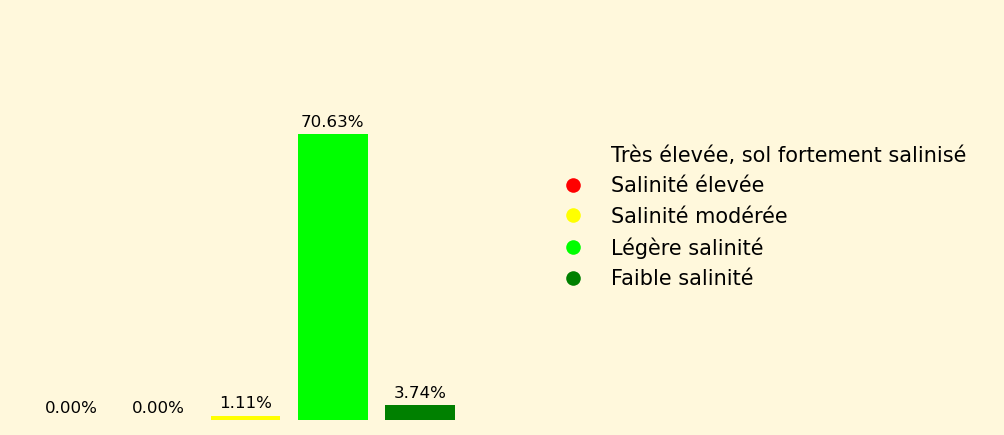 70.63%
0.00%
0.00%
1.11%
3.74%
Très élevée, sol fortement salinisé
Salinité élevée
Salinité modérée
Légère salinité
Faible salinité